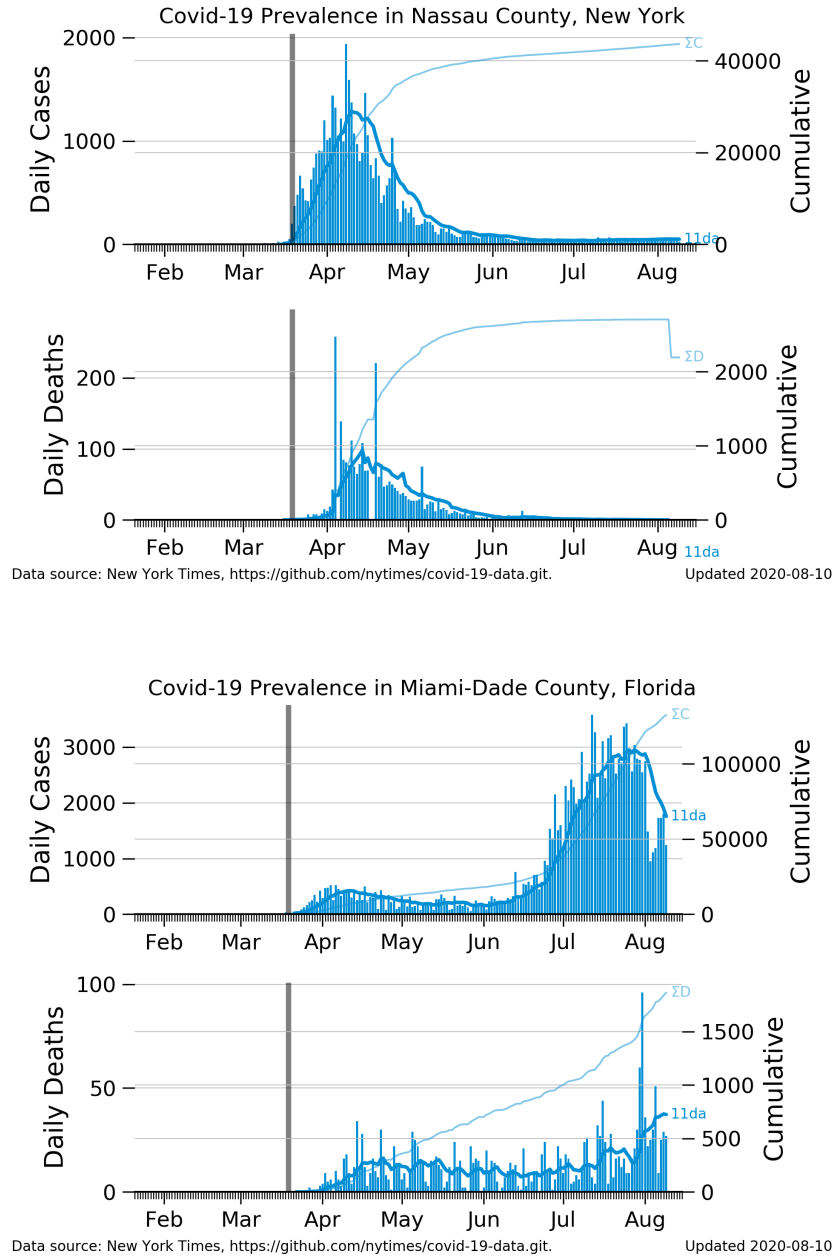 Covid-19 Prevalence in Nassau County, New York
2000
1000
0
Daily Cases
ΣC
40000
20000
0
Cumulative
11da
Feb Mar Apr May Jun Jul Aug
200
100
0
Daily Deaths
ΣD
2000
1000
0
Cumulative
Feb Mar Apr May Jun Jul Aug
11da
Data source: New York Times, https://github.com/nytimes/covid-19-data.git. Updated 2020-08-10
Covid-19 Prevalence in Miami-Dade County, Florida
3000
2000
1000
0
Daily Cases
ΣC
100000
50000
0
Cumulative
11da
Feb Mar Apr May Jun Jul Aug
100
50
0
Daily Deaths
ΣD
1500
1000
500
0
Cumulative
11da
Feb Mar Apr May Jun Jul Aug
Data source: New York Times, https://github.com/nytimes/covid-19-data.git. Updated 2020-08-10